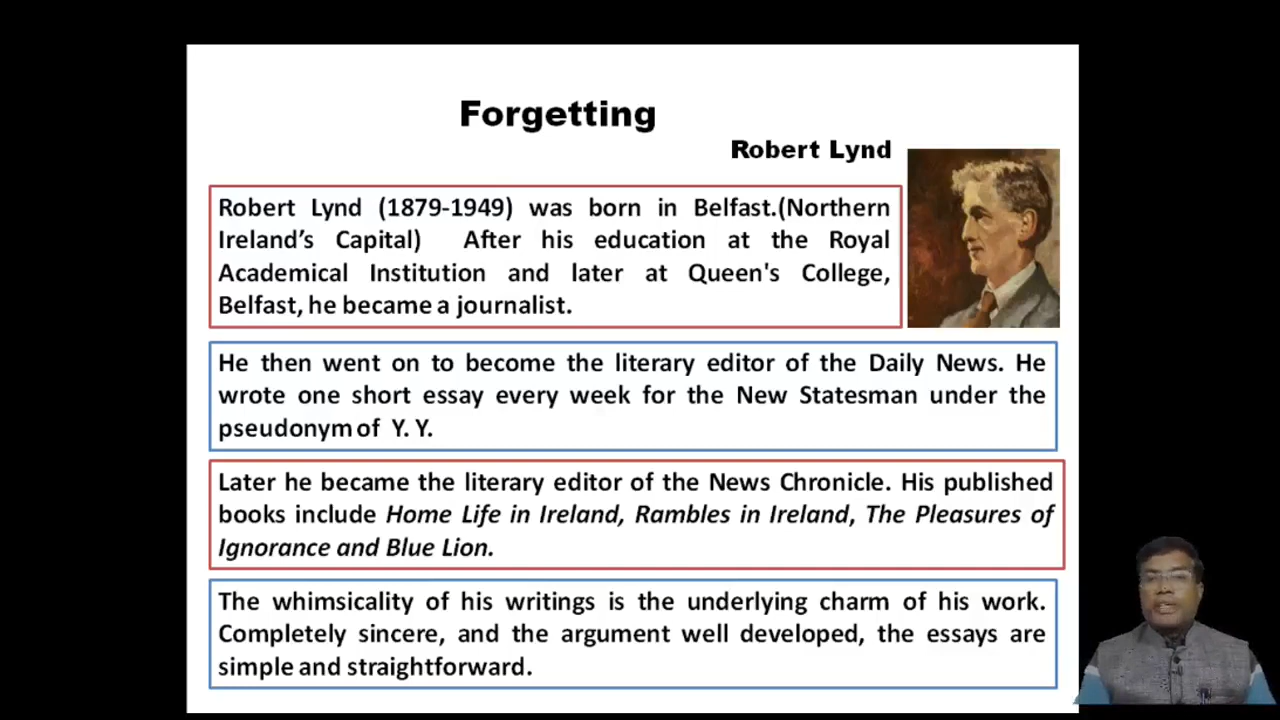 Forgetting
Robert Lynd
Robert Lynd (1879-1949) was born in Belfast.(Northern
Ireland’s Capital) After his education at the Royal
Academical Institution and later at Queen's College,
Belfast, he became a journalist.
He then went on to become the literary editor of the Daily News. He
wrote one short essay every week for the New Statesman under the
pseudonym of Y. Y.
Later he became the literary editor of the News Chronicle. His published
books include Home Life in Ireland, Rambles in Ireland, The Pleasures of
Ignorance and Blue Lion.
The whimsicality of his writings is the underlying charm of his work.
Completely sincere, and the argument well developed, the essays are
simple and straightforward.